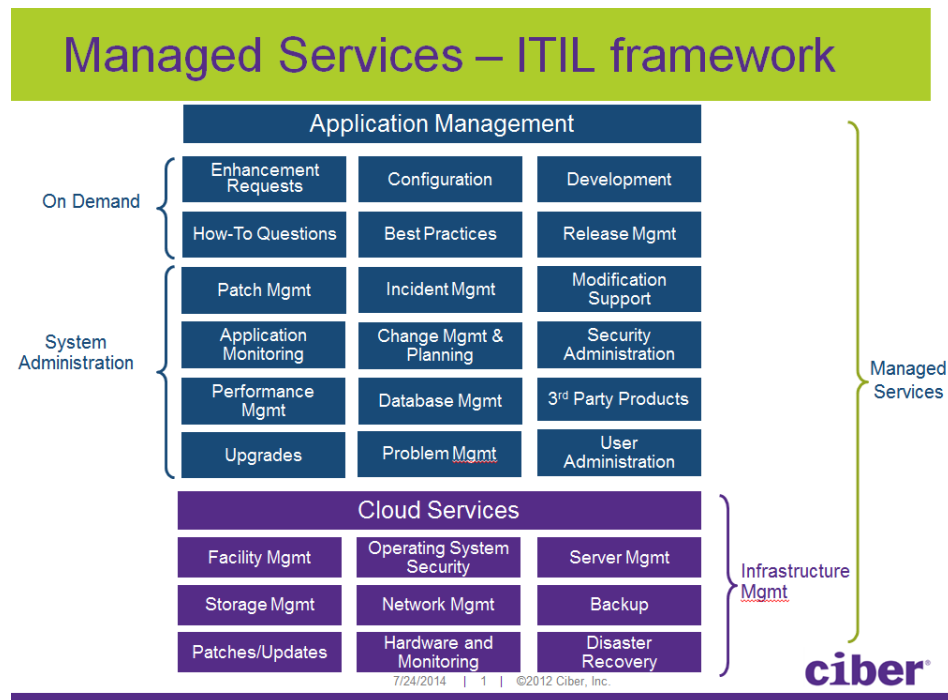 Managed Services – ITIL framework
Application Management
On Demand
Enhancement
Requests
Configuration
Development
How-To Questions
Best Practices
Release Mgmt
System
Administration
Patch Mgmt
Incident Mgmt
Modification
Support
Application
Monitoring
Change Mgmt &
Planning
Security
Administration
Performance
Mgmt
Database Mgmt
3rd Party Products
Upgrades
Problem Mgmt
User
Administration
Managed
Services
Cloud Services
Facility Mgmt
Operating System
Security
Server Mgmt
Storage Mgmt
Network Mgmt
Backup
Patches/Updates
Hardware and
Monitoring
Disaster
Recovery
Infrastructure
Mgmt
7/24/2014 | 1 | ©2012 Ciber, Inc.
ciber®